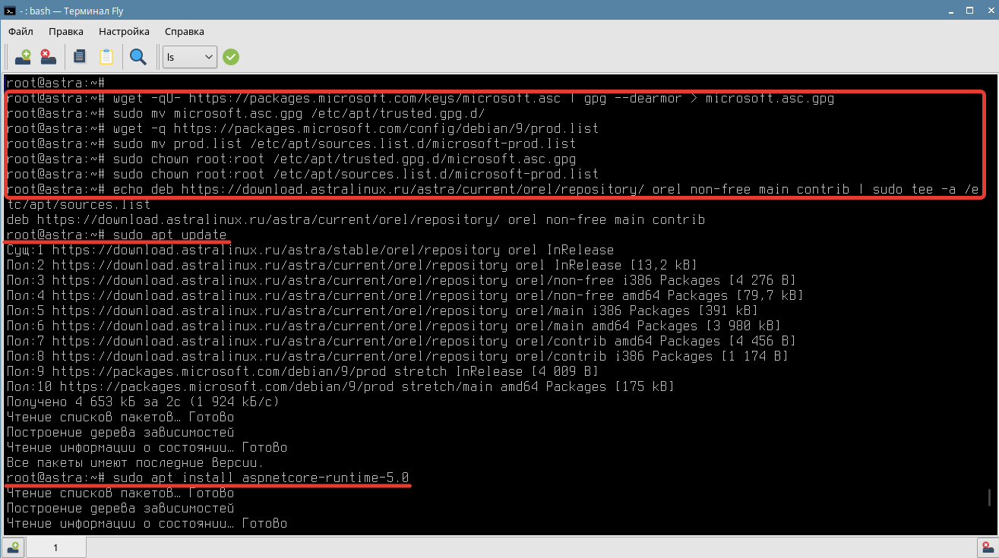 - : bash — Терминал Fly
Файл Правка Настройка Справка
ls
root@astra:~#
root@astra:~# wget -qO- https://packages.microsoft.com/keys/microsoft.asc | gpg --dearmor > microsoft.asc.gpg
root@astra:~# sudo mv microsoft.asc.gpg /etc/apt/trusted.gpg.d/
root@astra:~# wget -q https://packages.microsoft.com/config/debian/9/prod.list
root@astra:~# sudo mv prod.list /etc/apt/sources.list.d/microsoft-prod.list
root@astra:~# sudo chown root:root /etc/apt/trusted.gpg.d/microsoft.asc.gpg
root@astra:~# sudo chown root:root /etc/apt/sources.list.d/microsoft-prod.list
root@astra:~# echo deb https://download.astralinux.ru/astra/current/orel/repository/ orel non-free main contrib | sudo tee -a /e
tc/apt/sources.list
deb https://download.astralinux.ru/astra/current/orel/repository/ orel non-free main contrib
root@astra:~# sudo apt update
Сущ:1 https://download.astralinux.ru/astra/stable/orel/repository orel InRelease
Пол:2 https://download.astralinux.ru/astra/current/orel/repository orel InRelease [13,2 kB]
Пол:3 https://download.astralinux.ru/astra/current/orel/repository orel/non-free i386 Packages [4 276 B]
Пол:4 https://download.astralinux.ru/astra/current/orel/repository orel/non-free amd64 Packages [79,7 kB]
Пол:5 https://download.astralinux.ru/astra/current/orel/repository orel/main i386 Packages [391 kB]
Пол:6 https://download.astralinux.ru/astra/current/orel/repository orel/main amd64 Packages [3 980 kB]
Пол:7 https://download.astralinux.ru/astra/current/orel/repository orel/contrib amd64 Packages [4 456 B]
Пол:8 https://download.astralinux.ru/astra/current/orel/repository orel/contrib i386 Packages [1 174 B]
Пол:9 https://packages.microsoft.com/debian/9/prod stretch InRelease [4 009 B]
Пол:10 https://packages.microsoft.com/debian/9/prod stretch/main amd64 Packages [175 kB]
Получено 4 653 kБ за 2с (1 924 kБ/c)
Чтение списков пакетов… Готово
Построение дерева зависимостей
Чтение информации о состоянии… Готово
Все пакеты имеют последние версии.
root@astra:~# sudo apt install aspnetcore-runtime-5.0
Чтение списков пакетов… Готово
Построение дерева зависимостей
Чтение информации о состоянии… Готово
1